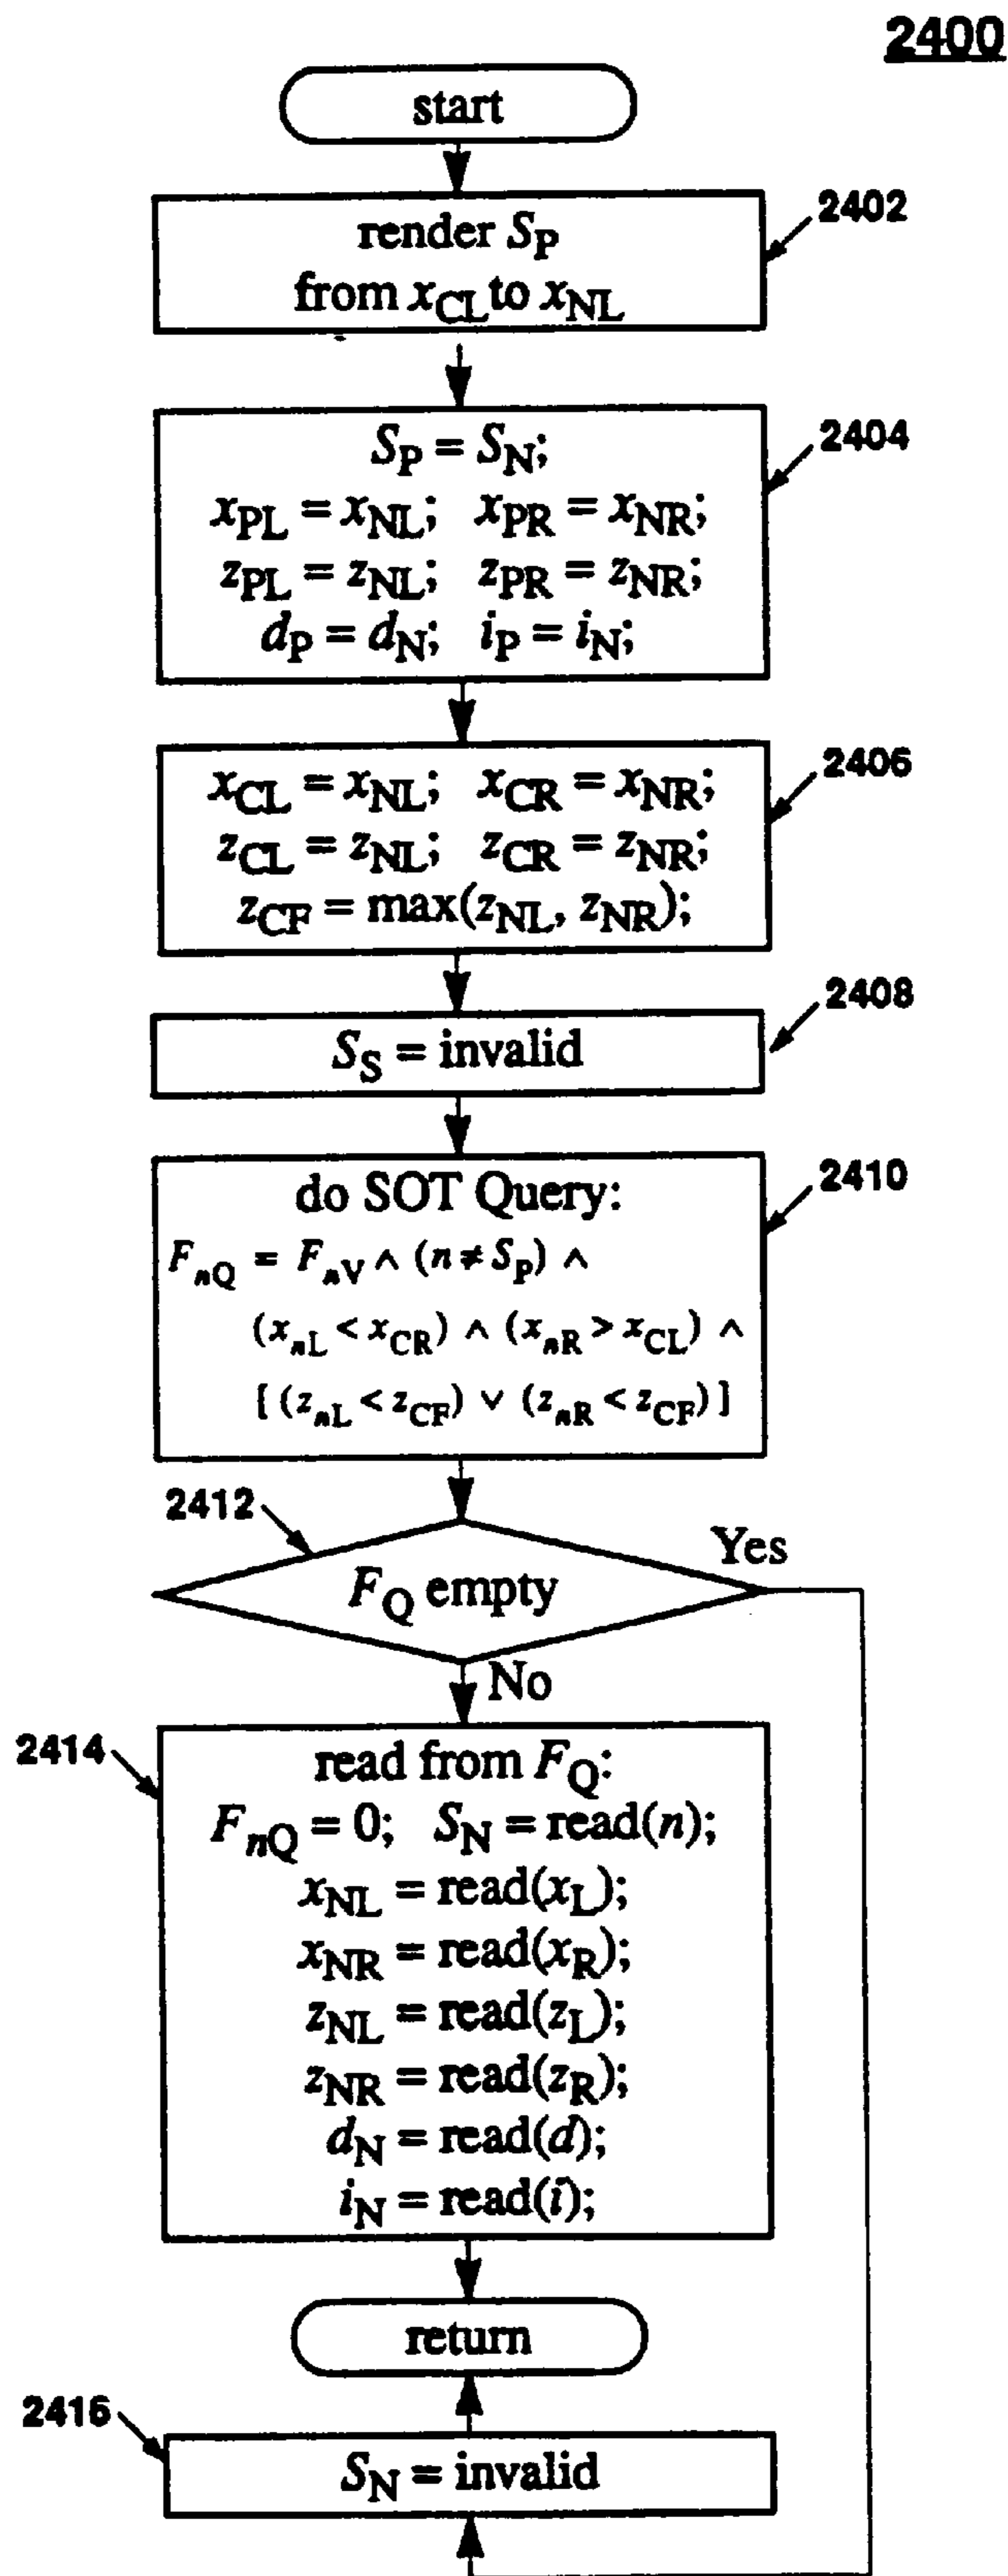 2400
start
2402
render S_P
from x_CL to x_NL
2404
S_P = S_N;
x_PL = x_NL; x_PR = x_NR;
z_PL = z_NL; z_PR = z_NR;
d_P = d_N; i_P = i_N;
2406
x_CL = x_NL; x_CR = x_NR;
z_CL = z_NL; z_CR = z_NR;
z_CF = max(z_NL, z_NR);
2408
S_S = invalid
2410
do SOT Query:
F_nQ = F_nV ∧ (n ≠ S_P) ∧
(x_nL < x_CR) ∧ (x_nR > x_CL) ∧
[(z_nL < z_CF) ∨ (z_nR < z_CF)]
2412
Yes
F_Q empty
No
2414
read from F_Q:
F_nQ = 0; S_N = read(n);
x_NL = read(x_L);
x_NR = read(x_R);
z_NL = read(z_L);
z_NR = read(z_R);
d_N = read(d);
i_N = read(i);
return
2416
S_N = invalid